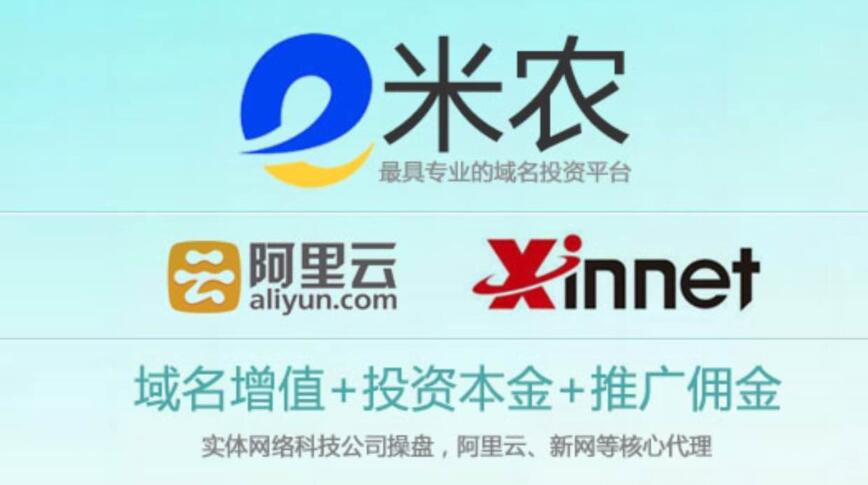 米农
最具专业的域名投资平台
阿里云
aliyun.com
Xinnet
域名增值+投资本金+推广佣金
实体网络科技公司操盘，阿里云、新网等核心代理